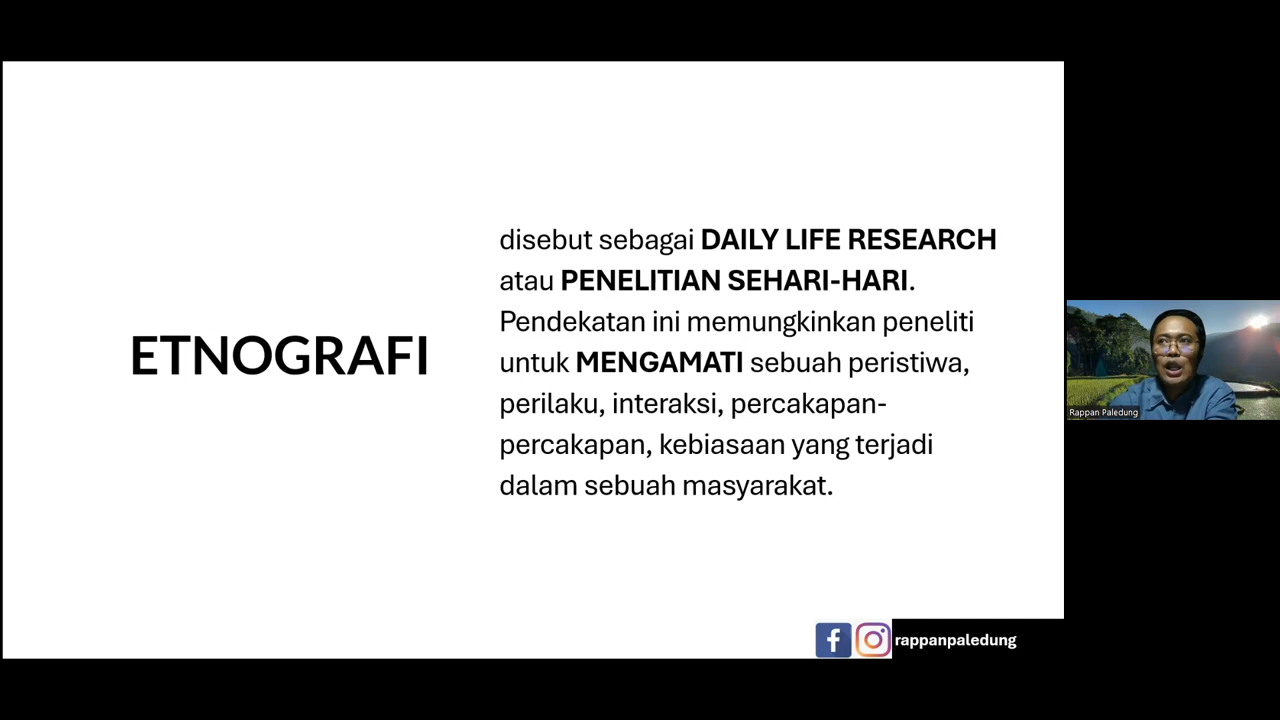 ETNOGRAFI
disebut sebagai DAILY LIFE RESEARCH
atau PENELITIAN SEHARI-HARI.
Pendekatan ini memungkinkan peneliti
untuk MENGAMATI sebuah peristiwa,
perilaku, interaksi, percakapan-
percakapan, kebiasaan yang terjadi
dalam sebuah masyarakat.
Rappan Paledung
rappanpaledung